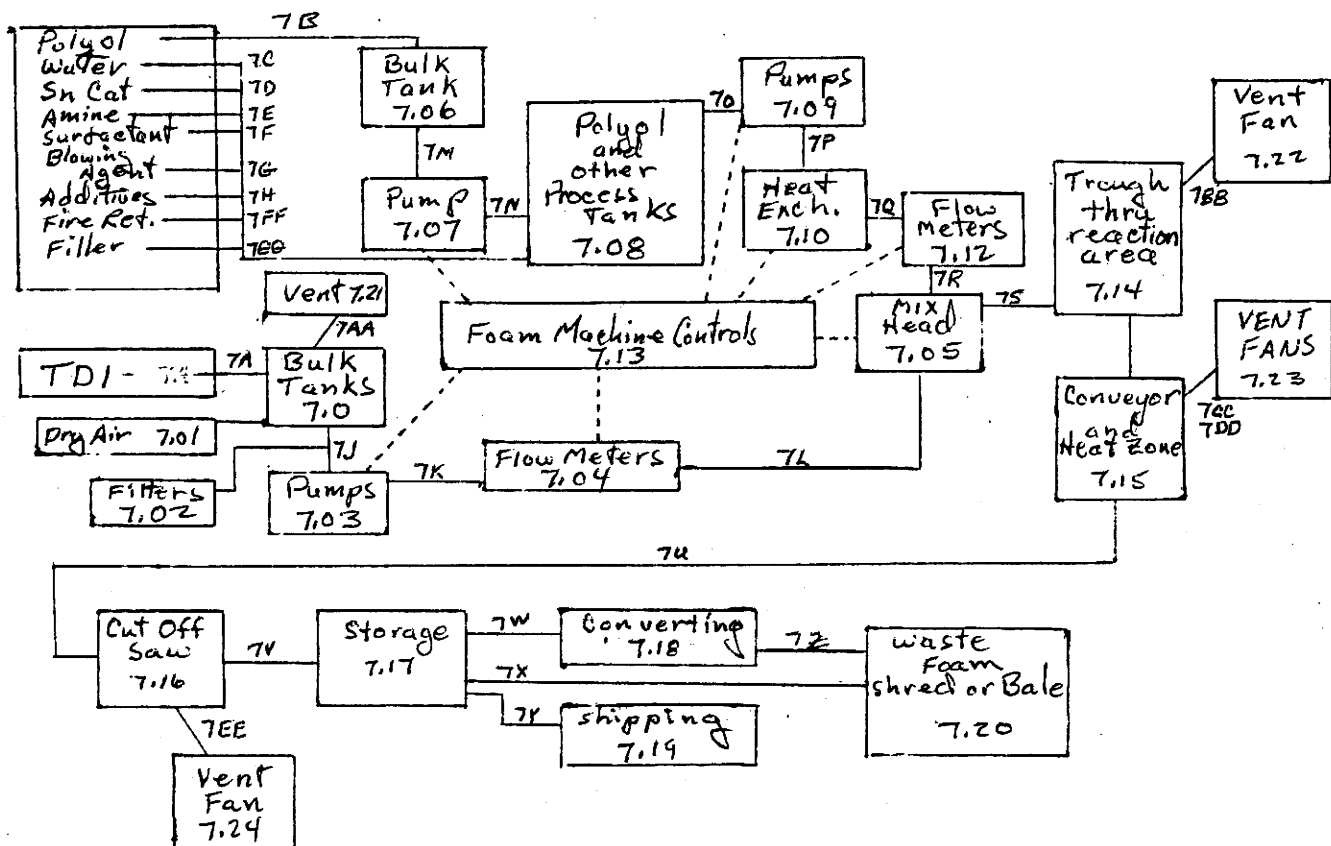 7B
Polyol
Water
7C
Sn Cat
7D
Amine
7E
Surfactant
7F
Blowing
Agent
7G
Additives
7H
Fire Ret.
7FF
Filler
7GG
Bulk
Tank
7.06
7M
Pump
7.07
7N
Polyol
and
other
Process
Tanks
7.08
7O
Pumps
7.09
7P
Heat
Exch.
7.10
7Q
Flow
Meters
7.12
7R
Mix
Head
7.05
7S
Trough
thru
reaction
area
7.14
7BB
Vent
Fan
7.22
VENT
FANS
7.23
7CC
7DD
Conveyor
and
Heat Zone
7.15
Vent 7.21
7AA
TDI -
7A
Bulk
Tanks
7.0
Dry Air 7.01
7J
Filters
7.02
Pumps
7.03
7K
Flow Meters
7.04
7L
Foam Machine Controls
7.13
7U
Cut Off
Saw
7.16
7V
Storage
7.17
7W
Converting
7.18
7Z
7X
Waste
Foam
shred or Bale
7.20
7Y
shipping
7.19
7EE
Vent
Fan
7.24